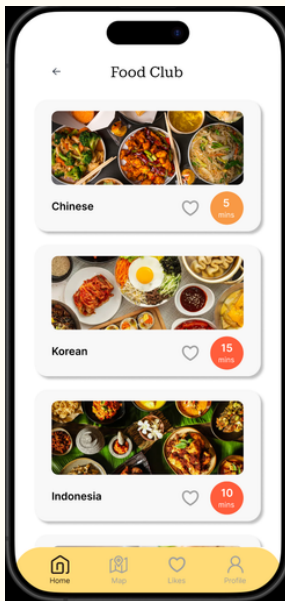 Food Club
Chinese
5
mins
Korean
15
mins
Indonesia
10
mins
Home
Map
Likes
Profile